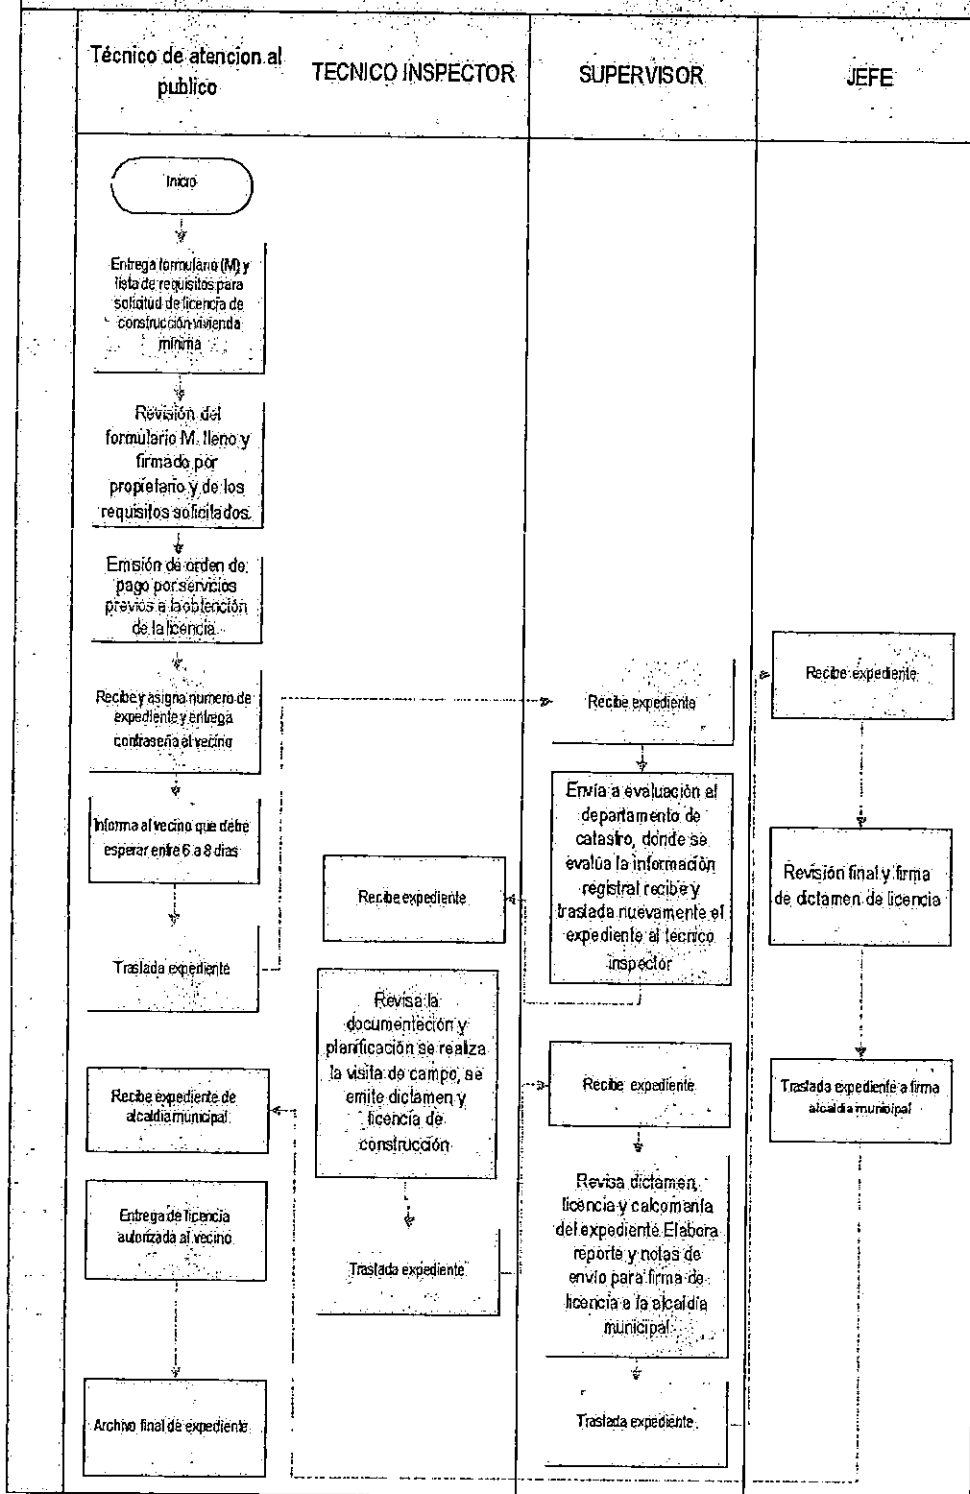 Técnico de atencion al
publico
TECNICO INSPECTOR
SUPERVISOR
JEFE
Inicio
Entrega formulario (M) y
lista de requisitos para
solicitud de licencia de
construcción vivienda
mínima
Revisión del
formulario M. lleno y
firmado por
propietario y de los
requisitos solicitados.
Emisión de orden de
pago por servicios
previos a la obtención
de la licencia.
Recibe y asigna numero de
expediente y entrega
contraseña al vecino
Informa al vecino que debe
esperar entre 6 a 8 dias
Traslada expediente
Recibe expediente de
alcaldia municipal.
Entrega de licencia
autorizada al vecino
Archivo final de expediente
Recibe expediente
Revisa la
documentación y
planificación se realiza
la visita de campo, se
emite dictamen y
licencia de
construcción
Traslada expediente
Recibe expediente
Envía a evaluación al
departamento de
catastro, donde se
evalúa la información
registral recibe y
traslada nuevamente el
expediente al tecnico
inspector
Recibe expediente
Revisa dictamen,
licencia y calcomanía
del expediente. Elabora
reporte y notas de
envío para firma de
licencia a la alcaldía
municipal.
Traslada expediente
Recibe expediente
Revisión final y firma
de dictamen de licencia
Traslada expediente a firma
alcaldia municipal